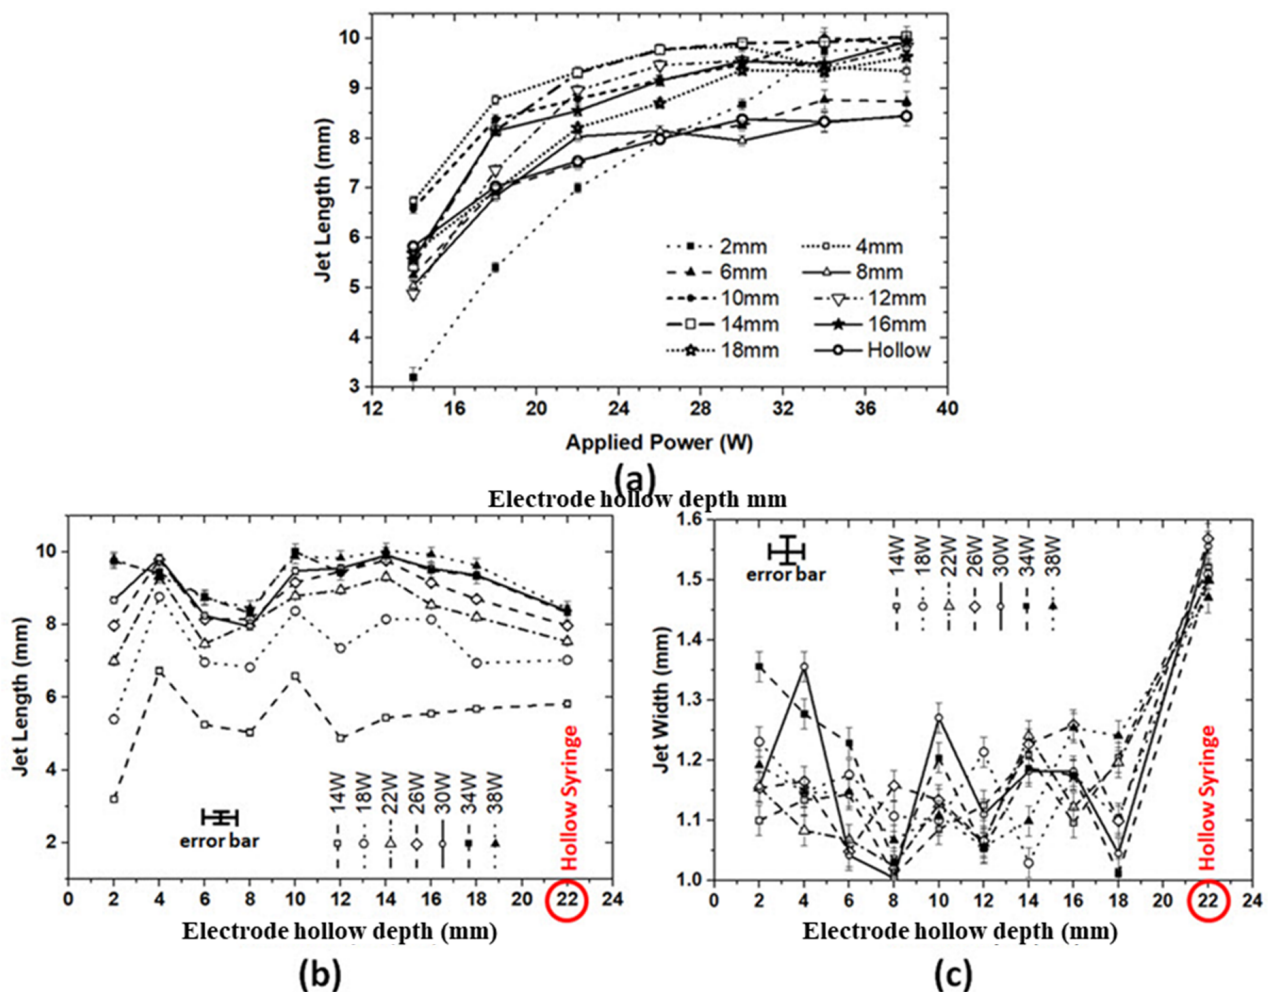 10
9
8
7
6
5
4
3
Jet Length (mm)
2mm 4mm
6mm 8mm
10mm 12mm
14mm 16mm
18mm Hollow
12 16 20 24 28 32 36 40
Applied Power (W)
(a)
Electrode hollow depth mm
10
8
6
4
2
Jet Length (mm)
error bar
14W
18W
22W
26W
30W
34W
38W
Hollow Syringe
0 2 4 6 8 10 12 14 16 18 20 22 24
Electrode hollow depth (mm)
(b)
1.6
1.5
1.4
1.3
1.2
1.1
1.0
Jet Width (mm)
error bar
14W
18W
22W
26W
30W
34W
38W
Hollow Syringe
0 2 4 6 8 10 12 14 16 18 20 22 24
Electrode hollow depth (mm)
(c)